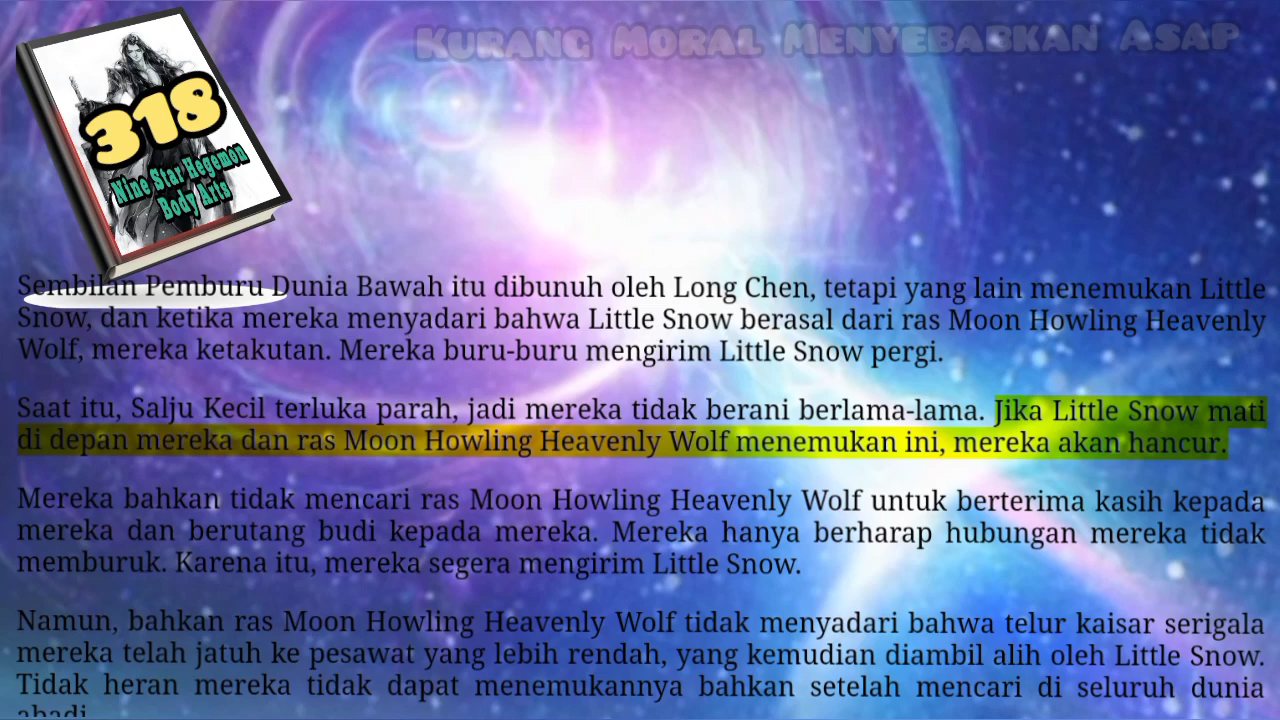 Kurang Moral Menyebabkan Asap
318
Nine Star Hegemon
Body Arts
Sembilan Pemburu Dunia Bawah itu dibunuh oleh Long Chen, tetapi yang lain menemukan Little
Snow, dan ketika mereka menyadari bahwa Little Snow berasal dari ras Moon Howling Heavenly
Wolf, mereka ketakutan. Mereka buru-buru mengirim Little Snow pergi.
Saat itu, Salju Kecil terluka parah, jadi mereka tidak berani berlama-lama. Jika Little Snow mati
di depan mereka dan ras Moon Howling Heavenly Wolf menemukan ini, mereka akan hancur.
Mereka bahkan tidak mencari ras Moon Howling Heavenly Wolf untuk berterima kasih kepada
mereka dan berutang budi kepada mereka. Mereka hanya berharap hubungan mereka tidak
memburuk. Karena itu, mereka segera mengirim Little Snow.
Namun, bahkan ras Moon Howling Heavenly Wolf tidak menyadari bahwa telur kaisar serigala
mereka telah jatuh ke pesawat yang lebih rendah, yang kemudian diambil alih oleh Little Snow.
Tidak heran mereka tidak dapat menemukannya bahkan setelah mencari di seluruh dunia
abadi